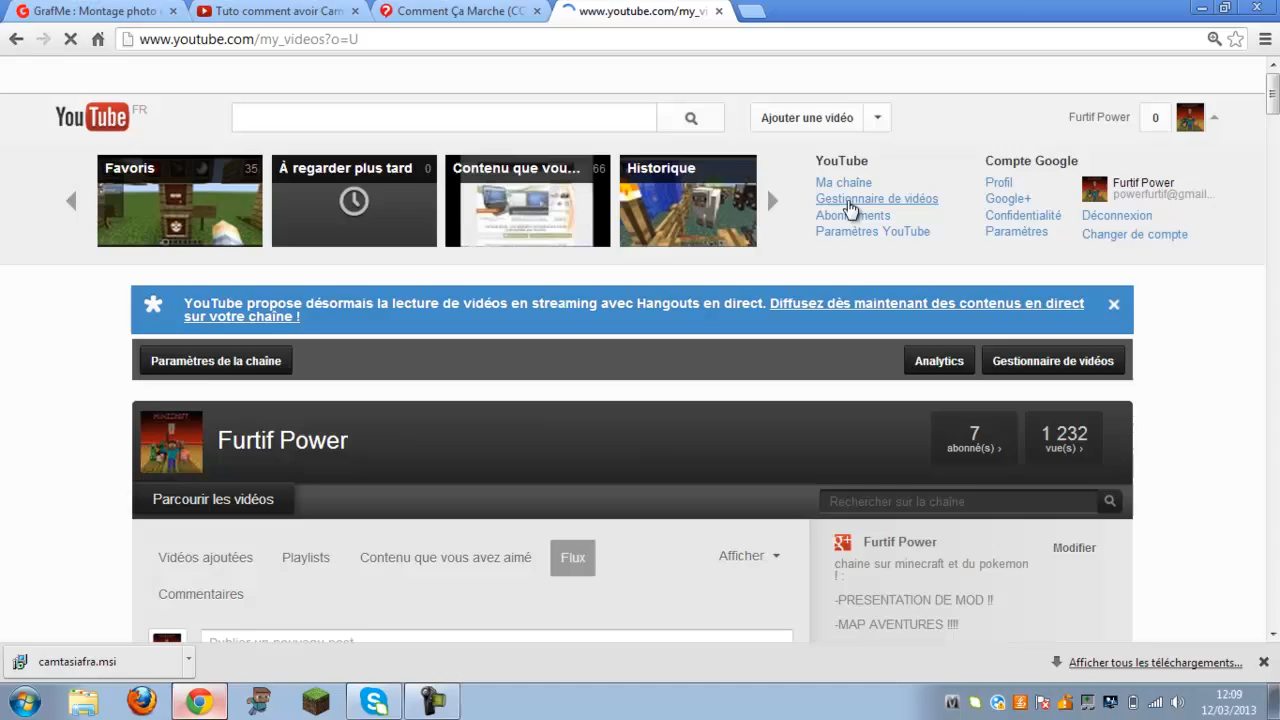 GrafMe : Montage photo
Tuto comment avoir Cam
Comment Ça Marche (CC
www.youtube.com/my_vi
www.youtube.com/my_videos?o=U
YouTube FR
Ajouter une vidéo
Furtif Power
0
Favoris 35
À regarder plus tard 0
Contenu que vou... 66
Historique
YouTube
Ma chaîne
Gestionnaire de vidéos
Abonnements
Paramètres YouTube
Compte Google
Profil
Google+
Confidentialité
Paramètres
Furtif Power
powerfurtif@gmail...
Déconnexion
Changer de compte
YouTube propose désormais la lecture de vidéos en streaming avec Hangouts en direct. Diffusez dès maintenant des contenus en direct
sur votre chaîne !
Paramètres de la chaîne
Analytics
Gestionnaire de vidéos
MINECRAFT
Furtif Power
7
abonné(s) ›
1 232
vue(s) ›
Parcourir les vidéos
Rechercher sur la chaîne
Vidéos ajoutées
Playlists
Contenu que vous avez aimé
Flux
Afficher
Commentaires
Publier un nouveau post
Furtif Power
Modifier
chaine sur minecraft et du pokemon
! :
-PRESENTATION DE MOD !!
-MAP AVENTURES !!!!
camtasiafra.msi
Afficher tous les téléchargements...
12:09
12/03/2013